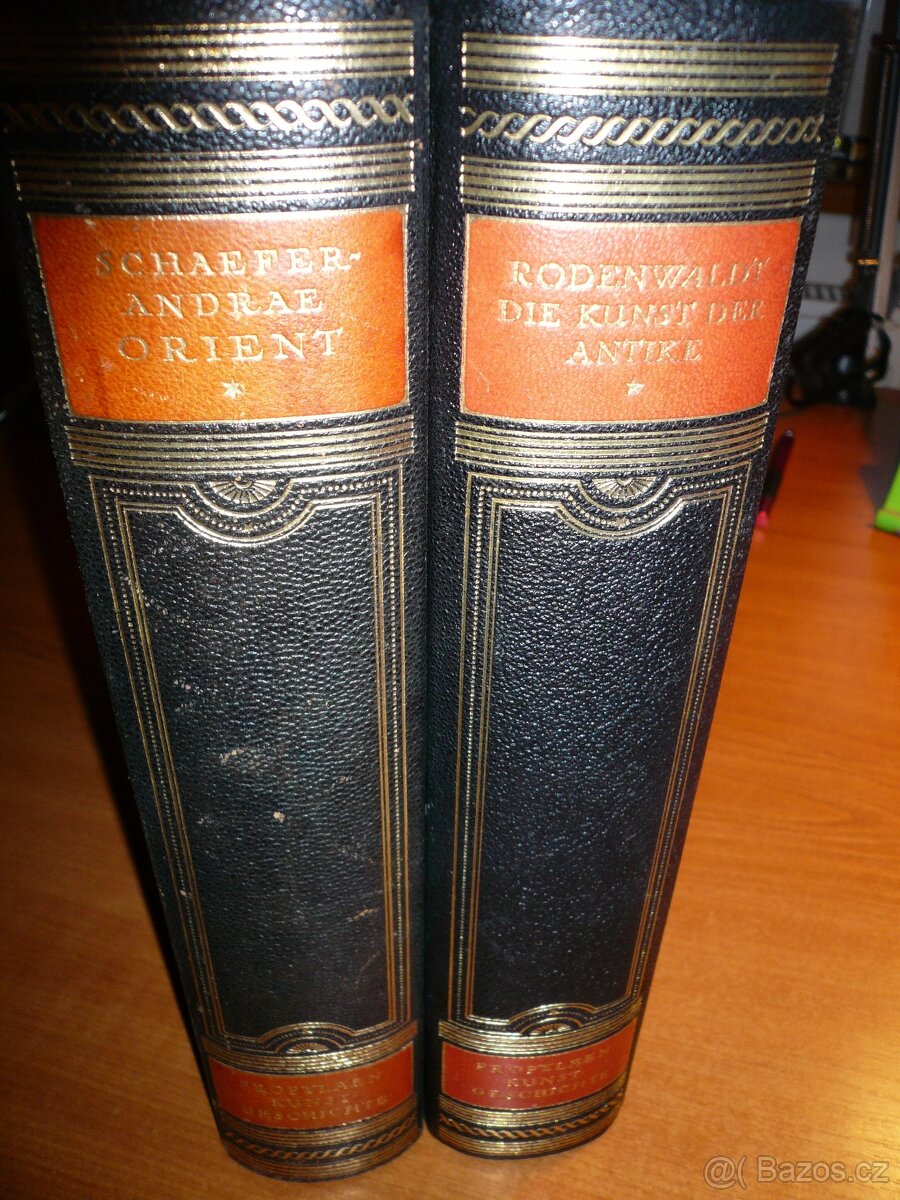 SCHAEFER-
ANDRAE
ORIENT
*
PROPYLÄEN
KUNST
GESCHICHTE
RODENWALDT
DIE KUNST DER
ANTIKE
*
PROPYLÄEN
KUNST
GESCHICHTE
@( Bazos.cz